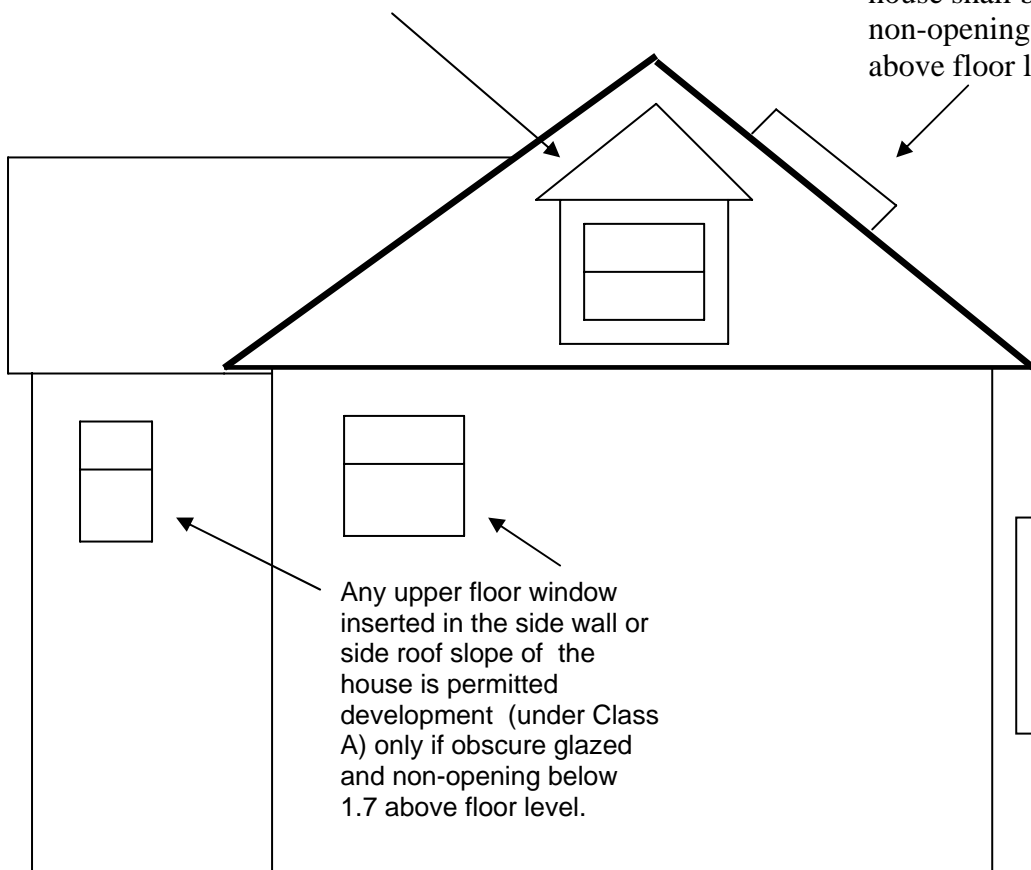 house shall b
non-opening
above floor l
Any upper floor window
inserted in the side wall or
side roof slope of  the
house is permitted
development  (under Class
A) only if obscure glazed
and non-opening below
1.7 above floor level.